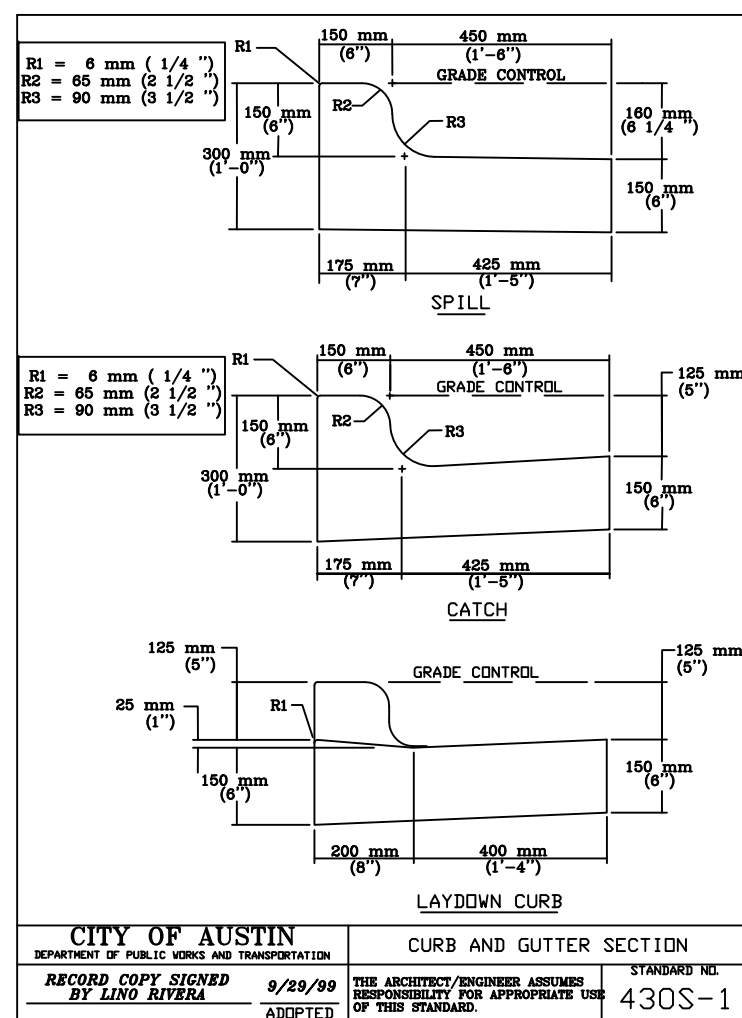 150 mm
(6")
450 mm
(1'-6")
R1
R1 = 6 mm ( 1/4 ")
R2 = 65 mm (2 1/2 ")
R3 = 90 mm (3 1/2 ")
GRADE CONTROL
R2
R3
150 mm
(6")
300 mm
(1'-0")
160 mm
(6 1/4 ")
150 mm
(6")
175 mm
(7")
425 mm
(1'-5")
SPILL
150 mm
(6")
450 mm
(1'-6")
R1
R1 = 6 mm ( 1/4 ")
R2 = 65 mm (2 1/2 ")
R3 = 90 mm (3 1/2 ")
GRADE CONTROL
125 mm
(5")
R2
R3
150 mm
(6")
300 mm
(1'-0")
150 mm
(6")
175 mm
(7")
425 mm
(1'-5")
CATCH
125 mm
(5")
GRADE CONTROL
125 mm
(5")
25 mm
(1")
R1
150 mm
(6")
150 mm
(6")
200 mm
(8")
400 mm
(1'-4")
LAYDOWN CURB
CITY OF AUSTIN
DEPARTMENT OF PUBLIC WORKS AND TRANSPORTATION
CURB AND GUTTER SECTION
RECORD COPY SIGNED
BY LINO RIVERA
9/29/99
ADOPTED
THE ARCHITECT/ENGINEER ASSUMES
RESPONSIBILITY FOR APPROPRIATE USE
OF THIS STANDARD.
STANDARD NO.
430S-1